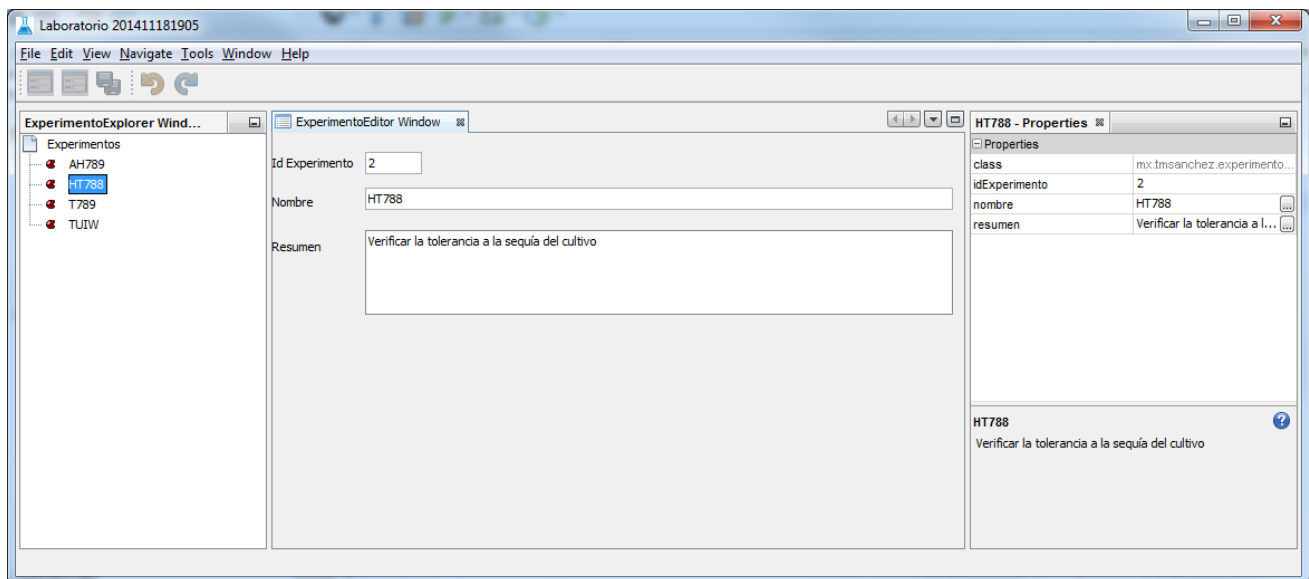 Laboratorio 201411181905
File Edit View Navigate Tools Window Help
ExperimentoExplorer Wind...
Experimentos
AH789
HT788
T789
TUIW
ExperimentoEditor Window
Id Experimento 2
Nombre HT788
Resumen Verificar la tolerancia a la sequía del cultivo
HT788 - Properties
Properties
class mx.tmsanchez.experimento...
idExperimento 2
nombre HT788 ...
resumen Verificar la tolerancia a l... ...
HT788
Verificar la tolerancia a la sequía del cultivo